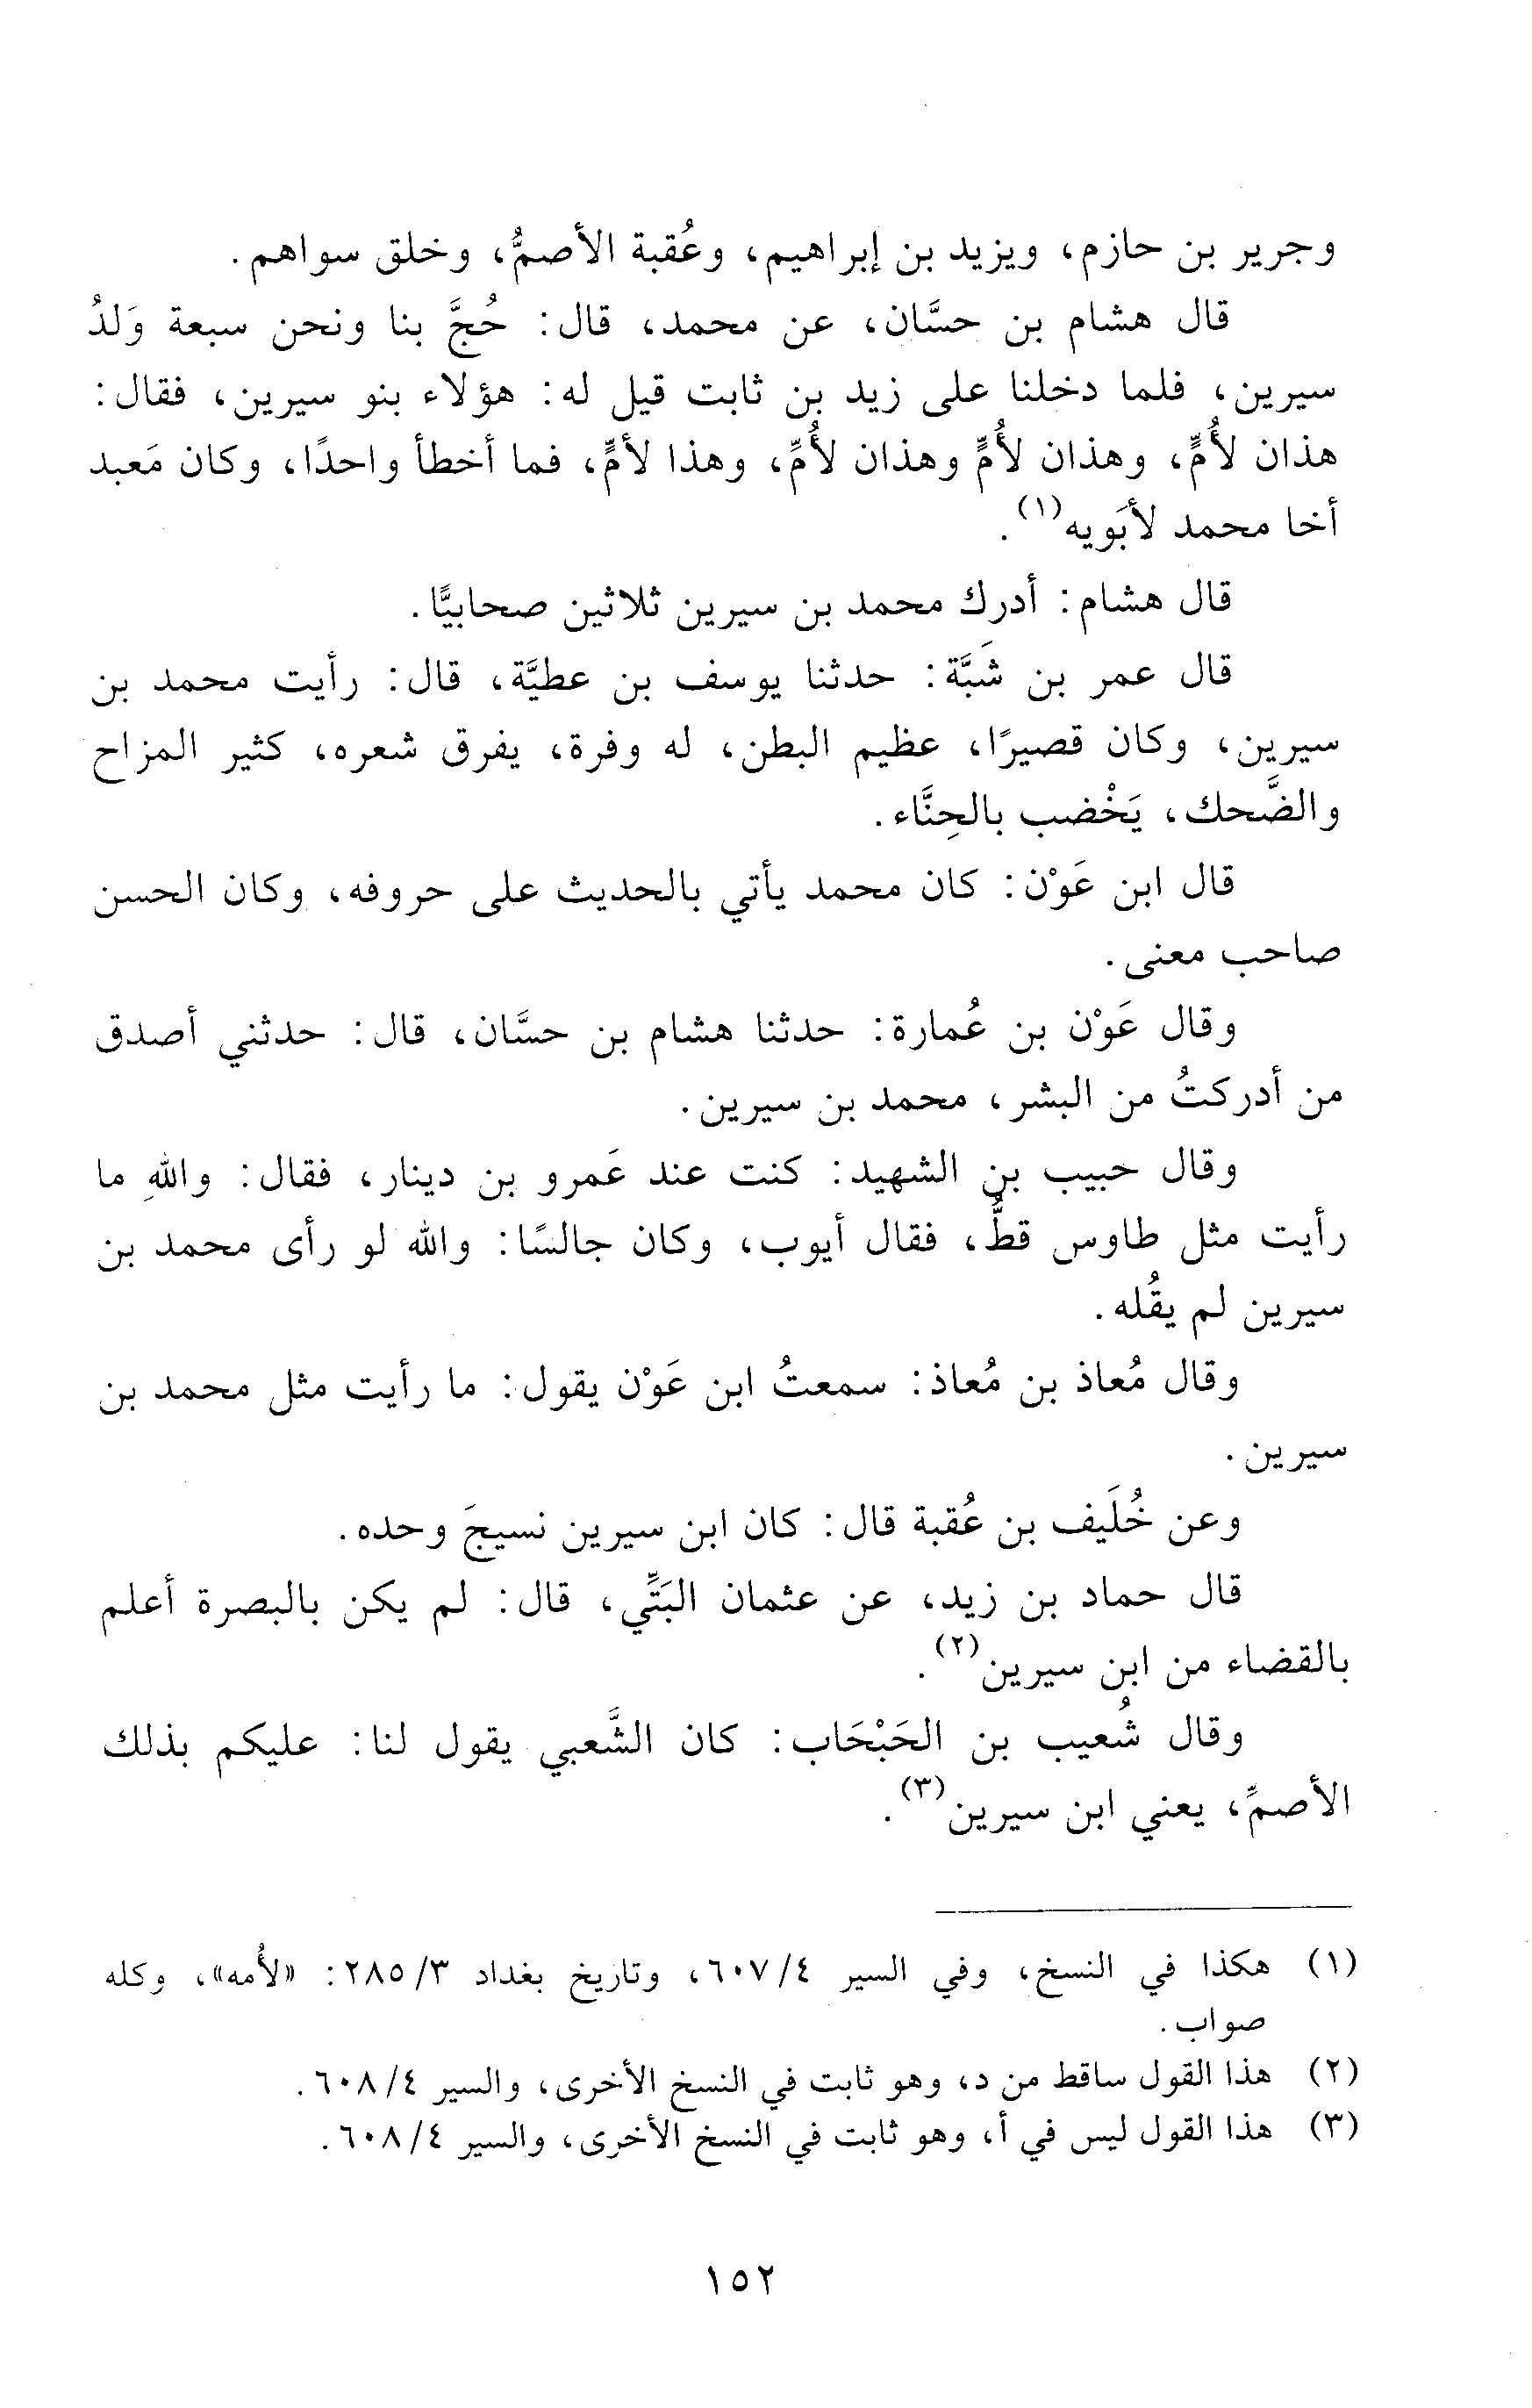 وجرير بن حازم، ويزيد بن إبراهيم، وعُقبة الأصمُّ، وخلق سواهم.
قال هشام بن حسَّان، عن محمد، قال: حُجَّ بنا ونحن سبعة وَلدُ
سيرين، فلما دخلنا على زيد بن ثابت قيل له: هؤلاء بنو سيرين، فقال:
هذان لأُمٍّ، وهذان لأُمٍّ وهذان لأُمِّ، وهذا لأمٍّ، فما أخطأ واحدًا، وكان مَعبد
أخا محمد لأبَويه(١).
قال هشام: أدرك محمد بن سيرين ثلاثين صحابيًّا.
قال عمر بن شَبَّة: حدثنا يوسف بن عطيَّة، قال: رأيت محمد بن
سيرين، وكان قصيرًا، عظيم البطن، له وفرة، يفرق شعره، كثير المزاح
والضَّحك، يَخْضب بالحِنَّاء.
قال ابن عَوْن: كان محمد يأتي بالحديث على حروفه، وكان الحسن
صاحب معنى.
وقال عَوْن بن عُمارة: حدثنا هشام بن حسَّان، قال: حدثني أصدق
من أدركتُ من البشر، محمد بن سيرين.
وقال حبيب بن الشهيد: كنت عند عَمرو بن دينار، فقال: واللهِ ما
رأيت مثل طاوس قطُّ، فقال أيوب، وكان جالسًا: والله لو رأى محمد بن
سيرين لم يقُله.
وقال مُعاذ بن مُعاذ: سمعتُ ابن عَوْن يقول: ما رأيت مثل محمد بن
سيرين.
وعن خُلَيف بن عُقبة قال: كان ابن سيرين نسيجَ وحده.
قال حماد بن زيد، عن عثمان البَتِّي، قال: لم يكن بالبصرة أعلم
بالقضاء من ابن سيرين(٢).
وقال شُعيب بن الحَبْحَاب: كان الشَّعبي يقول لنا: عليكم بذلك
الأصمِّ، يعني ابن سيرين(٣).
(١) هكذا في النسخ، وفي السير ٤/ ٦٠٧، وتاريخ بغداد ٣/ ٢٨٥: «لأُمه»، وكله
صواب.
(٢) هذا القول ساقط من د، وهو ثابت في النسخ الأخرى، والسير ٤/ ٦٠٨.
(٣) هذا القول ليس في أ، وهو ثابت في النسخ الأخرى، والسير ٤/ ٦٠٨.
١٥٢